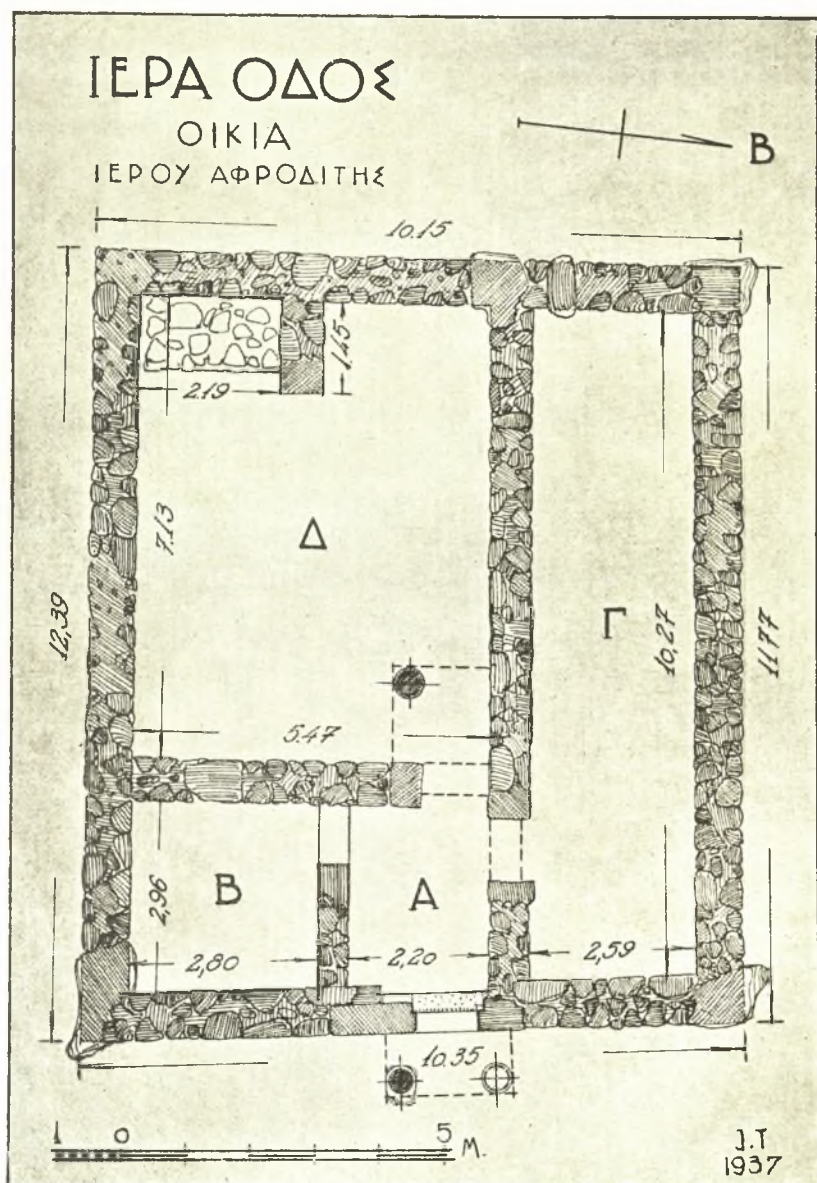 ΙΕΡΑ ΟΔΟΣ
ΟΙΚΙΑ
ΙΕΡΟΥ ΑΦΡΟΔΙΤΗΣ
Β
10.15
1.45
2.19
7.13
Δ
Γ
12,39
10,27
11.77
5.47
Β
Α
2,96
2,80
2,20
2,59
10.35
1 0 5 Μ.
J.T
1937